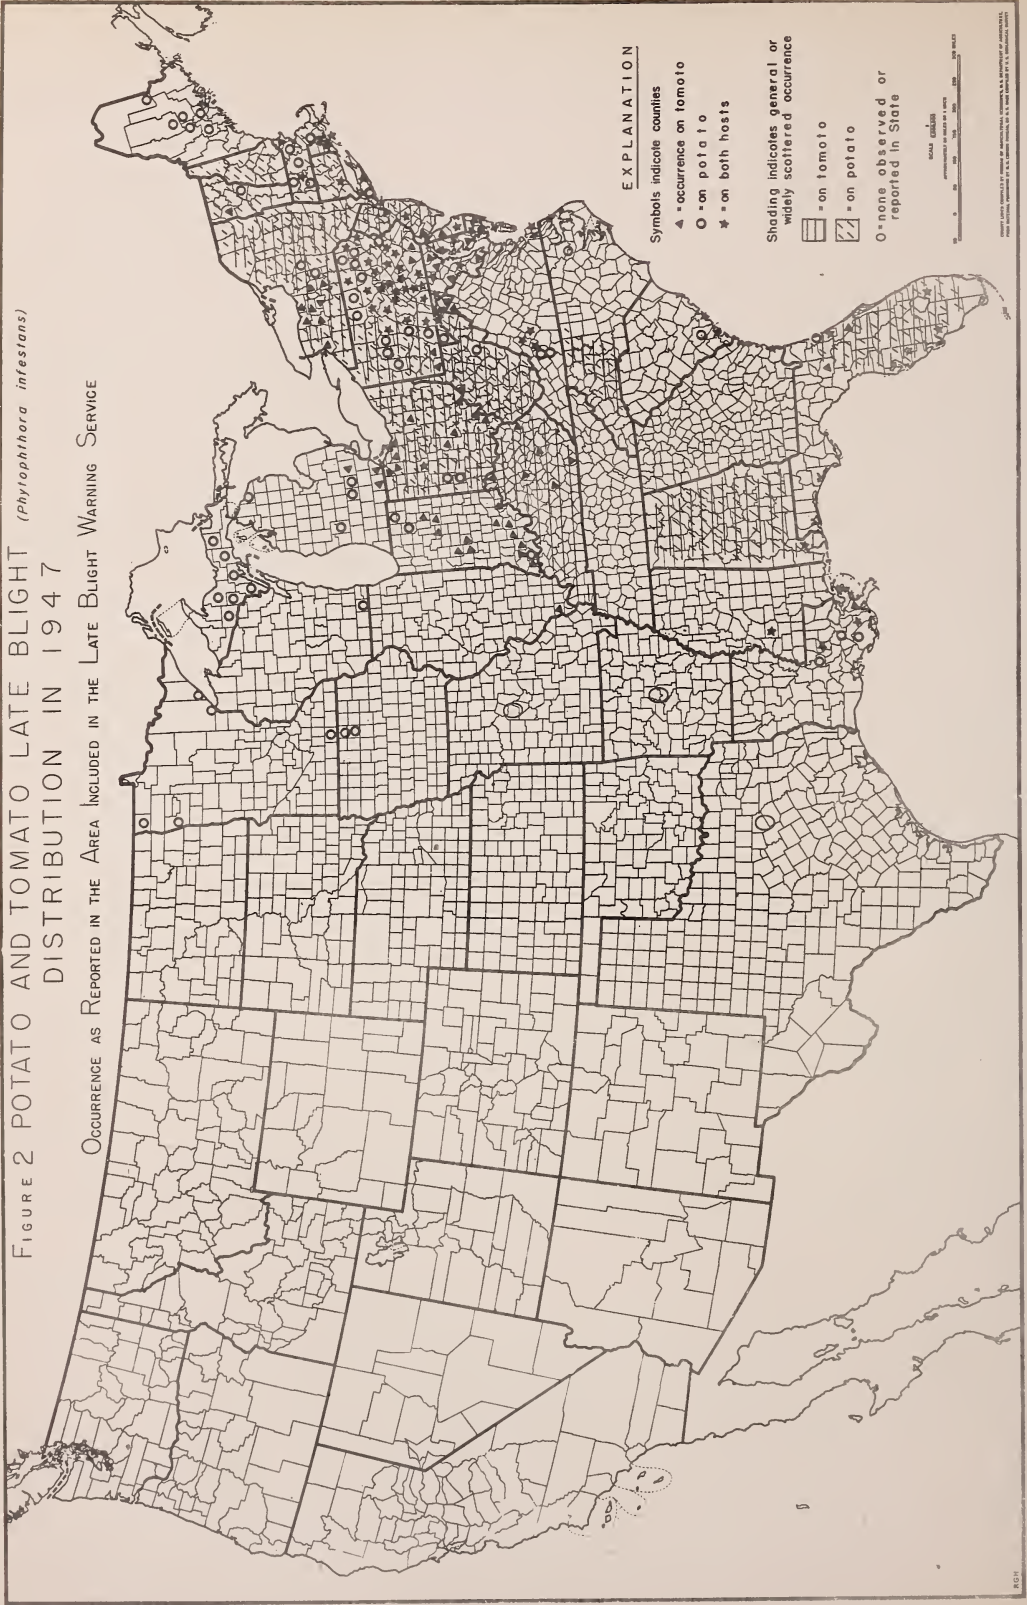 FIGURE 2 POTATO AND TOMATO LATE BLIGHT (Phytophthora infestans)
DISTRIBUTION IN 1947
OCCURRENCE AS REPORTED IN THE AREA INCLUDED IN THE LATE BLIGHT WARNING SERVICE
EXPLANATION
Symbols indicate counties
▲ = occurrence on tomato
O = on potato
★ = on both hosts
Shading indicates general or
widely scattered occurrence
= on tomato
= on potato
O = none observed or
reported in State
SCALE
RGH